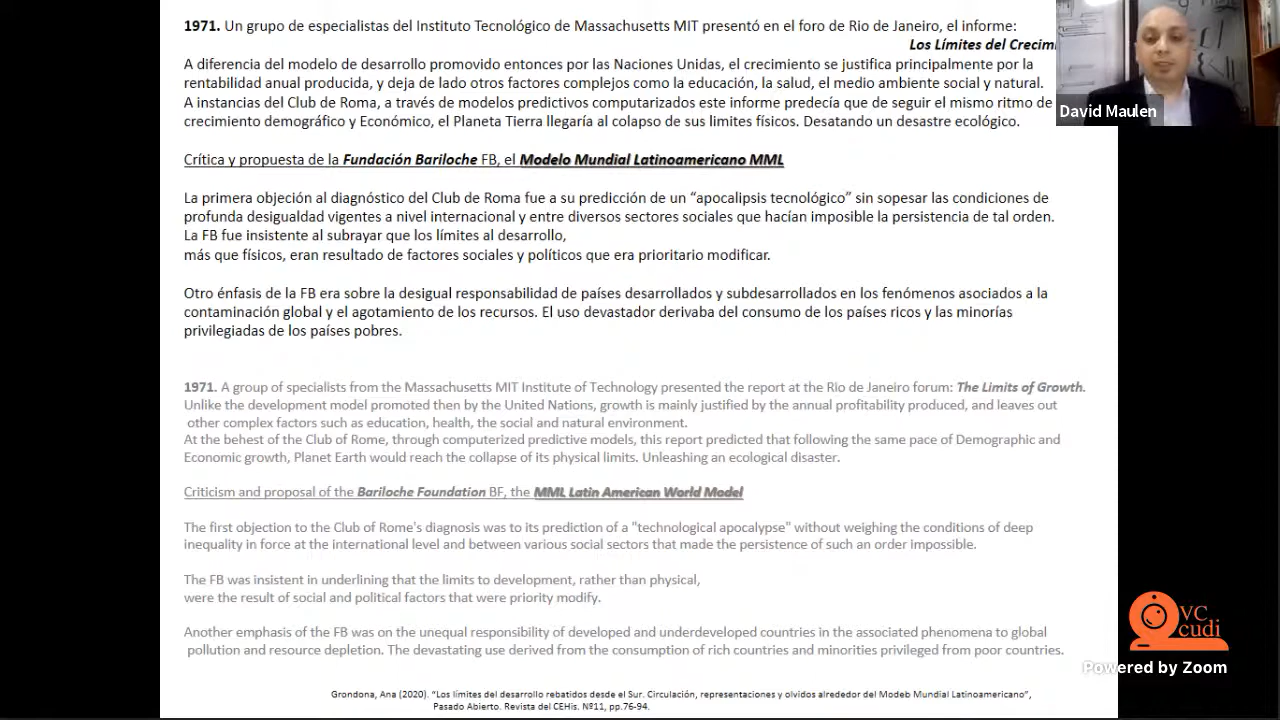 1971. Un grupo de especialistas del Instituto Tecnológico de Massachusetts MIT presentó en el foro de Rio de Janeiro, el informe:
Los Límites del Crecim
A diferencia del modelo de desarrollo promovido entonces por las Naciones Unidas, el crecimiento se justifica principalmente por la
rentabilidad anual producida, y deja de lado otros factores complejos como la educación, la salud, el medio ambiente social y natural.
A instancias del Club de Roma, a través de modelos predictivos computarizados este informe predecía que de seguir el mismo ritmo de
crecimiento demográfico y Económico, el Planeta Tierra llegaría al colapso de sus limites físicos. Desatando un desastre ecológico.
Crítica y propuesta de la Fundación Bariloche FB, el Modelo Mundial Latinoamericano MML
La primera objeción al diagnóstico del Club de Roma fue a su predicción de un “apocalipsis tecnológico” sin sopesar las condiciones de
profunda desigualdad vigentes a nivel internacional y entre diversos sectores sociales que hacían imposible la persistencia de tal orden.
La FB fue insistente al subrayar que los límites al desarrollo,
más que físicos, eran resultado de factores sociales y políticos que era prioritario modificar.
Otro énfasis de la FB era sobre la desigual responsabilidad de países desarrollados y subdesarrollados en los fenómenos asociados a la
contaminación global y el agotamiento de los recursos. El uso devastador derivaba del consumo de los países ricos y las minorías
privilegiadas de los países pobres.
1971. A group of specialists from the Massachusetts MIT Institute of Technology presented the report at the Rio de Janeiro forum: The Limits of Growth.
Unlike the development model promoted then by the United Nations, growth is mainly justified by the annual profitability produced, and leaves out
other complex factors such as education, health, the social and natural environment.
At the behest of the Club of Rome, through computerized predictive models, this report predicted that following the same pace of Demographic and
Economic growth, Planet Earth would reach the collapse of its physical limits. Unleashing an ecological disaster.
Criticism and proposal of the Bariloche Foundation BF, the MML Latin American World Model
The first objection to the Club of Rome's diagnosis was to its prediction of a "technological apocalypse" without weighing the conditions of deep
inequality in force at the international level and between various social sectors that made the persistence of such an order impossible.
The FB was insistent in underlining that the limits to development, rather than physical,
were the result of social and political factors that were priority modify.
Another emphasis of the FB was on the unequal responsibility of developed and underdeveloped countries in the associated phenomena to global
pollution and resource depletion. The devastating use derived from the consumption of rich countries and minorities privileged from poor countries.
Grondona, Ana (2020). “Los límites del desarrollo rebatidos desde el Sur. Circulación, representaciones y olvidos alrededor del Modeb Mundial Latinoamericano”,
Pasado Abierto. Revista del CEHis. Nº11, pp.76-94.
David Maulen
VC
cudi
Powered by Zoom